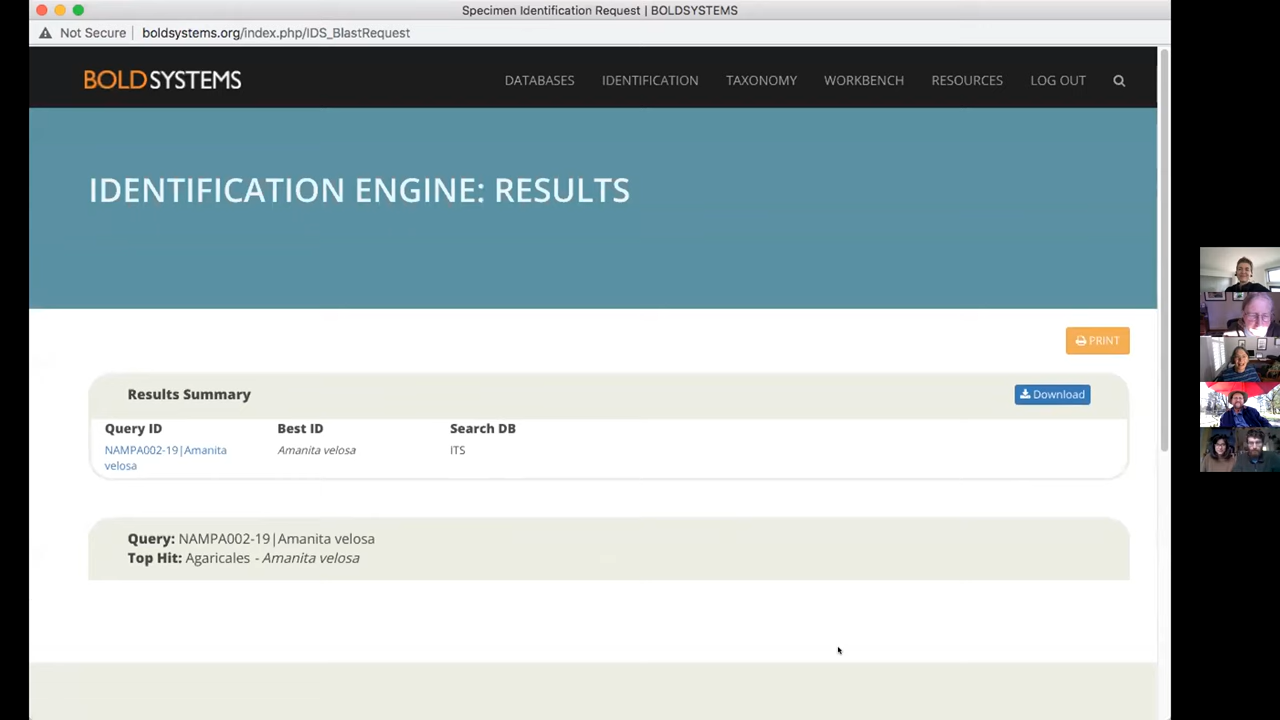 Specimen Identification Request | BOLDSYSTEMS
Not Secure | boldsystems.org/index.php/IDS_BlastRequest
BOLDSYSTEMS DATABASES IDENTIFICATION TAXONOMY WORKBENCH RESOURCES LOG OUT
IDENTIFICATION ENGINE: RESULTS
PRINT
Results Summary Download
Query ID Best ID Search DB
NAMPA002-19|Amanita velosa Amanita velosa ITS
Query: NAMPA002-19|Amanita velosa
Top Hit: Agaricales - Amanita velosa